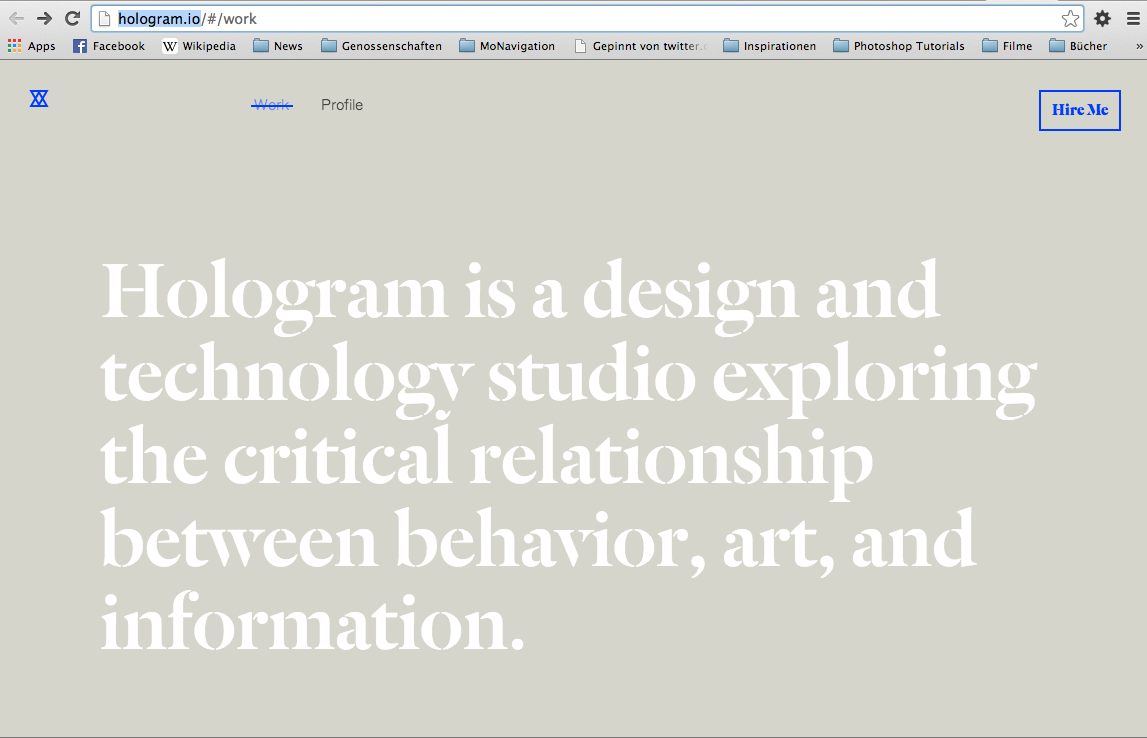 hologram.io/#/work
Apps Facebook Wikipedia News Genossenschaften MoNavigation Gepinnt von twitter.c Inspirationen Photoshop Tutorials Filme Bücher »
Work Profile Hire Me
Hologram is a design and
technology studio exploring
the critical relationship
between behavior, art, and
information.